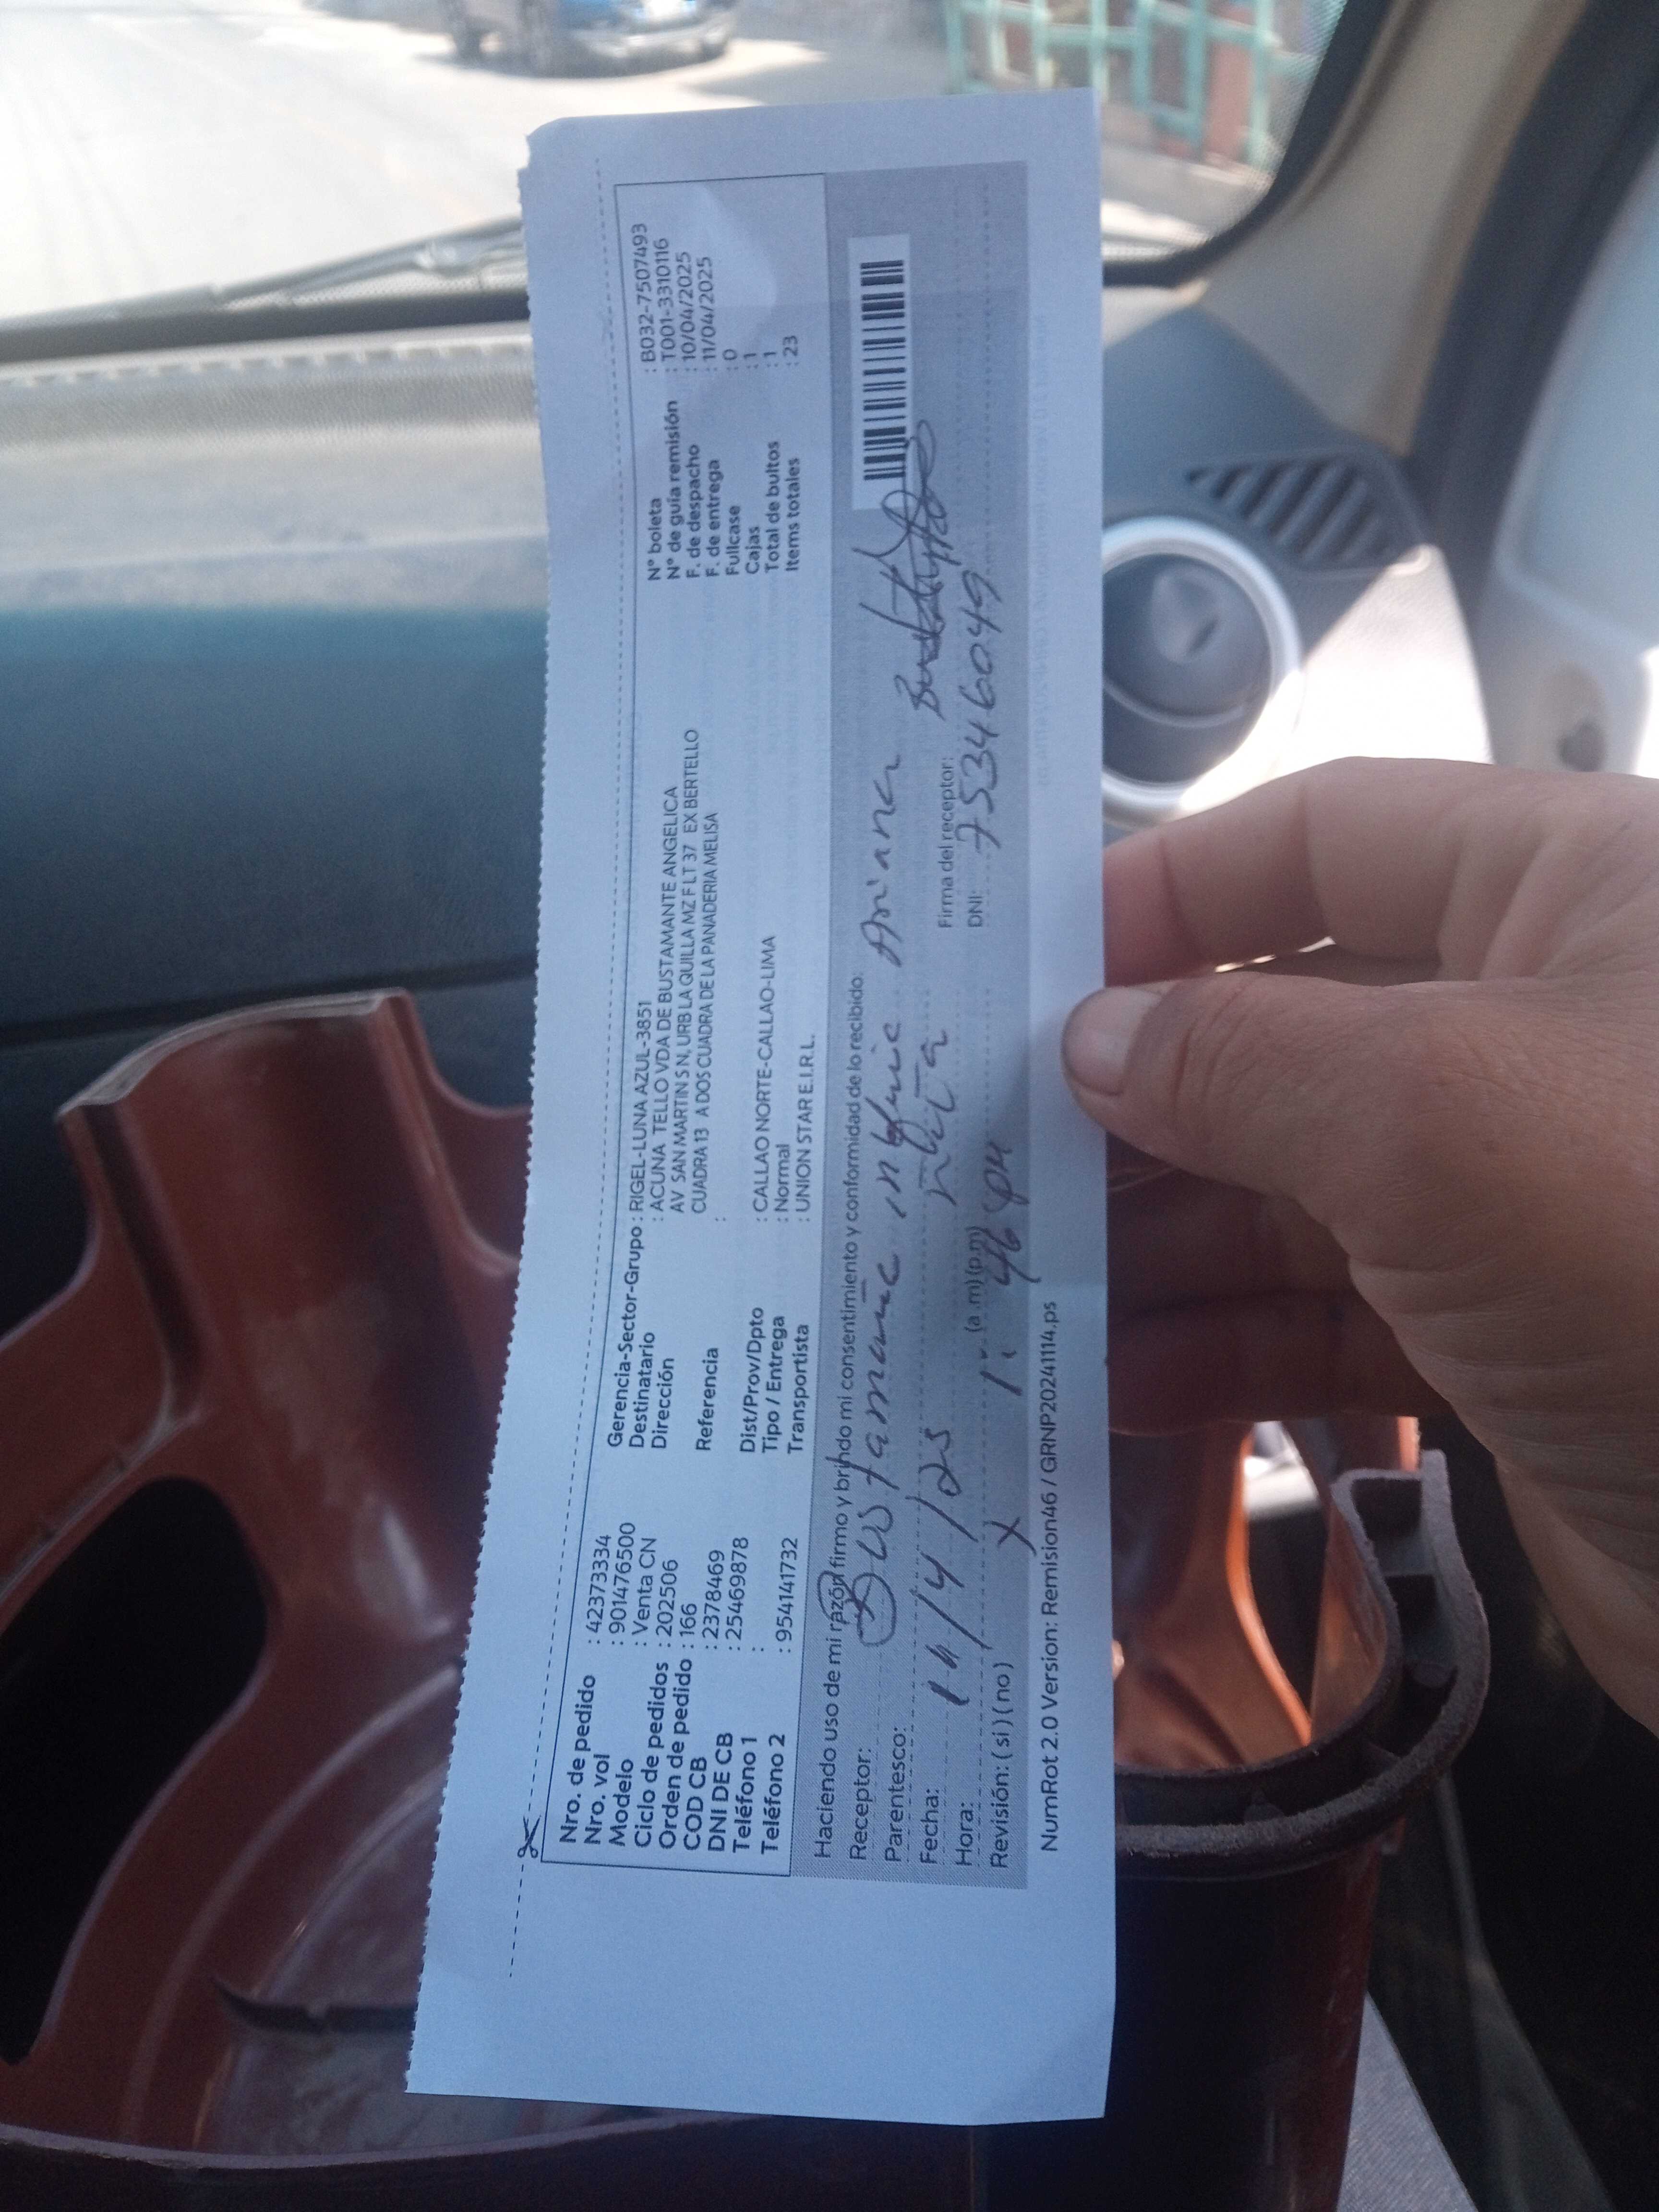 Nro. de pedido : 42373334
Nro. vol : 901476500
Modelo : Venta CN
Ciclo de pedidos : 202506
Orden de pedido : 166
COD CB : 2378469
DNI DE CB : 25469878
Teléfono 1 :
Teléfono 2 : 954141732
Gerencia-Sector-Grupo : RIGEL-LUNA AZUL-3851
Destinatario : ACUNA TELLO VDA DE BUSTAMANTE ANGELICA
Dirección AV SAN MARTIN S N, URB LA QUILLA MZ F LT 37 EX BERTELLO
CUADRA 13 A DOS CUADRA DE LA PANADERIA MELISA
Referencia :
Dist/Prov/Dpto : CALLAO NORTE-CALLAO-LIMA
Tipo / Entrega : Normal
Transportista : UNION STAR E.I.R.L.
N° boleta : B032-7507493
N° de guía remisión : T001-3310116
F. de despacho : 10/04/2025
F. de entrega : 11/04/2025
Fullcase : 0
Cajas : 1
Total de bultos : 1
Items totales : 23
Haciendo uso de mi razón firmo y brindo mi consentimiento y conformidad de lo recibido:
Receptor: Bustamante Ariana
Parentesco: nieta
Fecha: 11/4/25
Hora: 1:46 pm (a.m) (p.m)
Revisión: ( si ) ( no ) x
Firma del receptor:
DNI: 75346049
NumRot 2.0 Version: Remision46 / GRNP20241114.ps